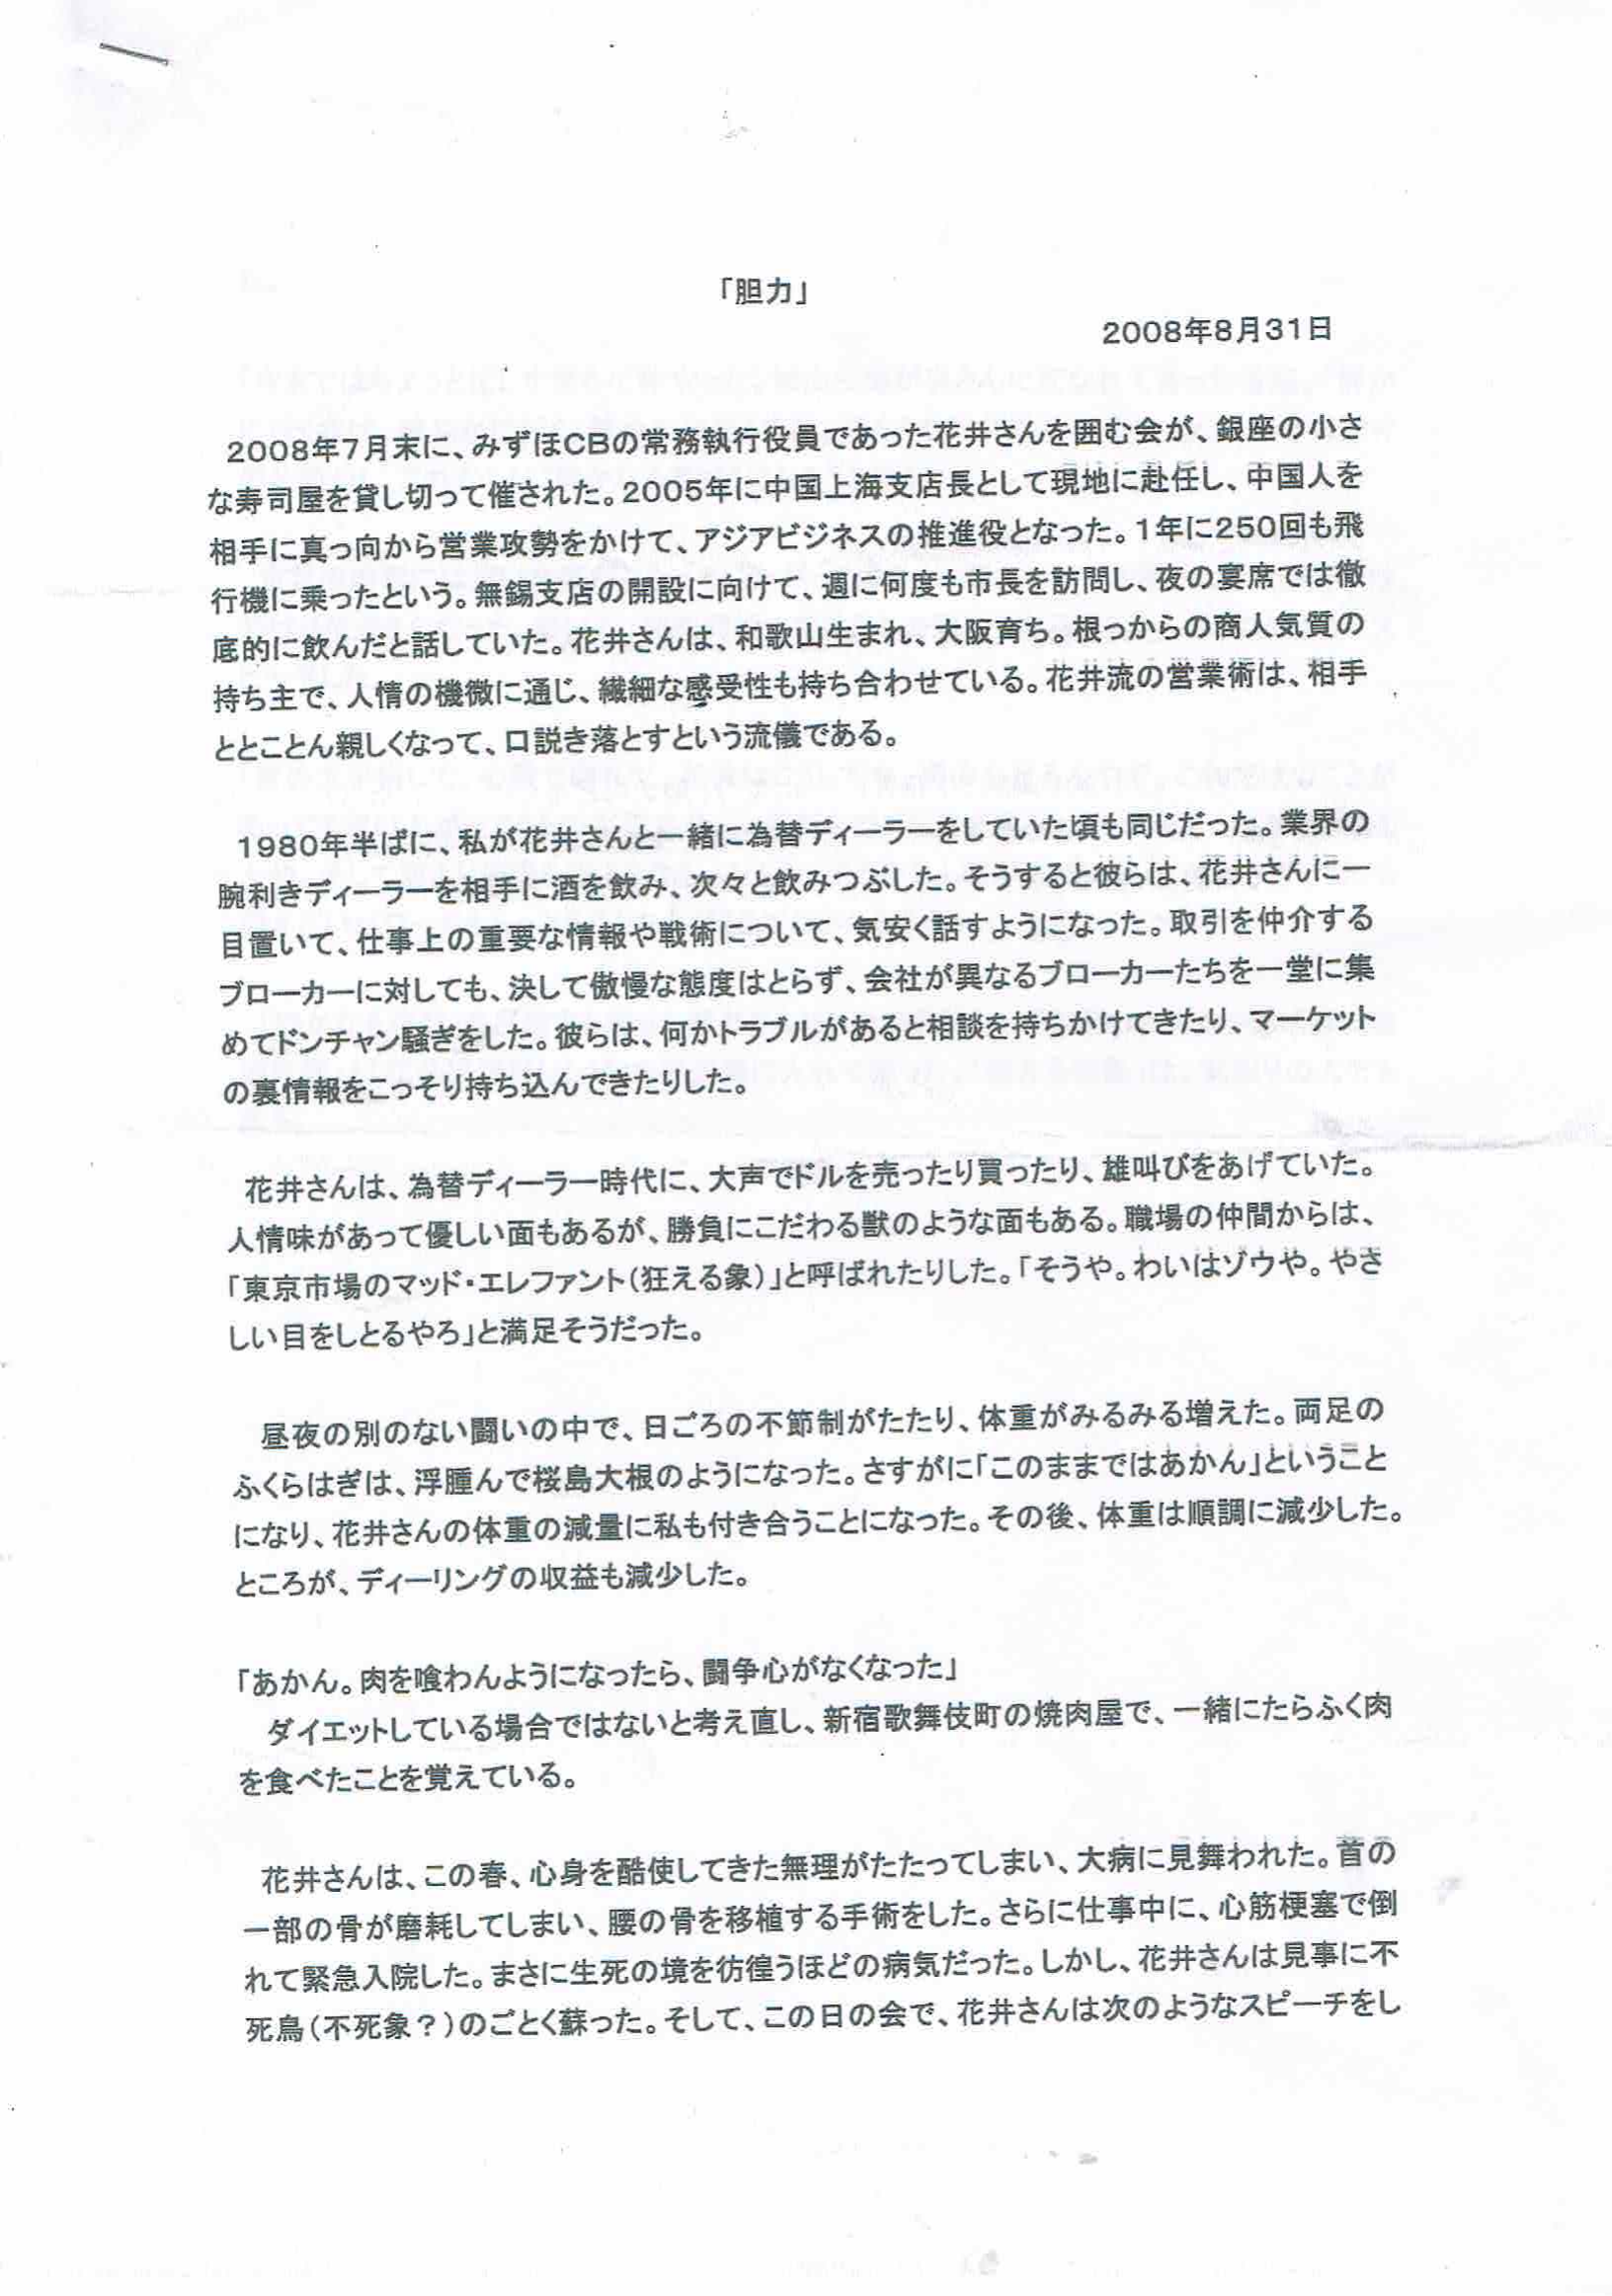 「胆力」
2008年8月31日
2008年7月末に、みずほCBの常務執行役員であった花井さんを囲む会が、銀座の小さ
な寿司屋を貸し切って催された。2005年に中国上海支店長として現地に赴任し、中国人を
相手に真っ向から営業攻勢をかけて、アジアビジネスの推進役となった。1年に250回も飛
行機に乗ったという。無錫支店の開設に向けて、週に何度も市長を訪問し、夜の宴席では徹
底的に飲んだと話していた。花井さんは、和歌山生まれ、大阪育ち。根っからの商人気質の
持ち主で、人情の機微に通じ、繊細な感受性も持ち合わせている。花井流の営業術は、相手
ととことん親しくなって、口説き落とすという流儀である。
1980年半ばに、私が花井さんと一緒に為替ディーラーをしていた頃も同じだった。業界の
腕利きディーラーを相手に酒を飲み、次々と飲みつぶした。そうすると彼らは、花井さんに一
目置いて、仕事上の重要な情報や戦術について、気安く話すようになった。取引を仲介する
ブローカーに対しても、決して傲慢な態度はとらず、会社が異なるブローカーたちを一堂に集
めてドンチャン騒ぎをした。彼らは、何かトラブルがあると相談を持ちかけてきたり、マーケット
の裏情報をこっそり持ち込んできたりした。
花井さんは、為替ディーラー時代に、大声でドルを売ったり買ったり、雄叫びをあげていた。
人情味があって優しい面もあるが、勝負にこだわる獣のような面もある。職場の仲間からは、
「東京市場のマッド・エレファント（狂える象）」と呼ばれたりした。「そうや。わいはゾウや。やさ
しい目をしとるやろ」と満足そうだった。
昼夜の別のない闘いの中で、日ごろの不節制がたたり、体重がみるみる増えた。両足の
ふくらはぎは、浮腫んで桜島大根のようになった。さすがに「このままではあかん」ということ
になり、花井さんの体重の減量に私も付き合うことになった。その後、体重は順調に減少した。
ところが、ディーリングの収益も減少した。
「あかん。肉を喰わんようになったら、闘争心がなくなった」
ダイエットしている場合ではないと考え直し、新宿歌舞伎町の焼肉屋で、一緒にたらふく肉
を食べたことを覚えている。
花井さんは、この春、心身を酷使してきた無理がたたってしまい、大病に見舞われた。首の
一部の骨が磨耗してしまい、腰の骨を移植する手術をした。さらに仕事中に、心筋梗塞で倒
れて緊急入院した。まさに生死の境を彷徨うほどの病気だった。しかし、花井さんは見事に不
死鳥（不死象？）のごとく蘇った。そして、この日の会で、花井さんは次のようなスピーチをし